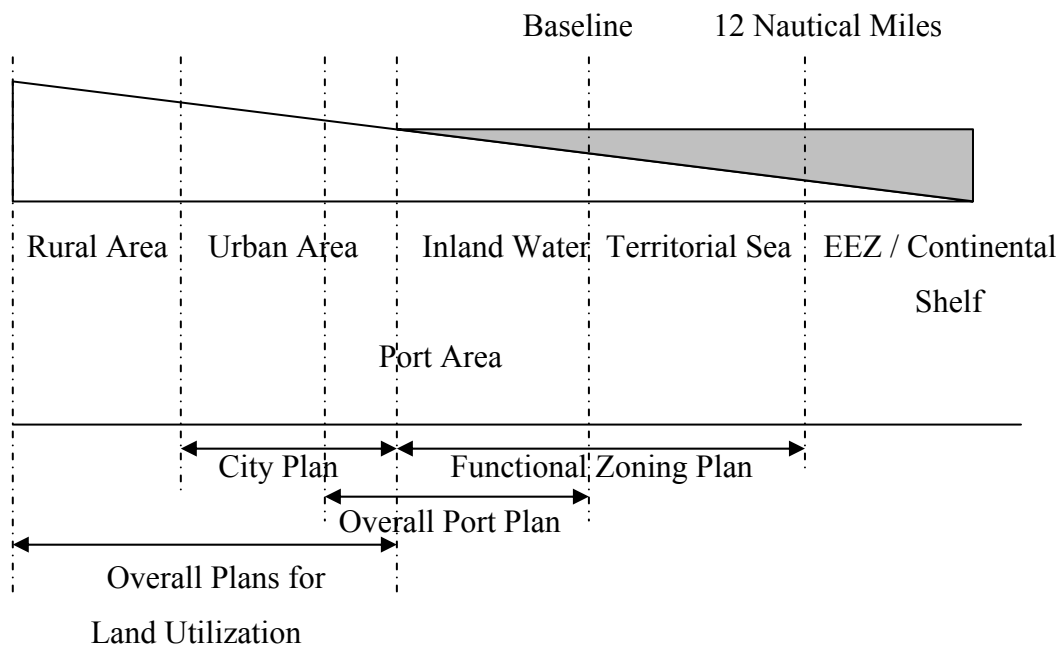 Baseline
12 Nautical Miles
Rural Area
Urban Area
Inland Water
Territorial Sea
EEZ / Continental
Shelf
Port Area
City Plan
Functional Zoning Plan
Overall Port Plan
Overall Plans for
Land Utilization